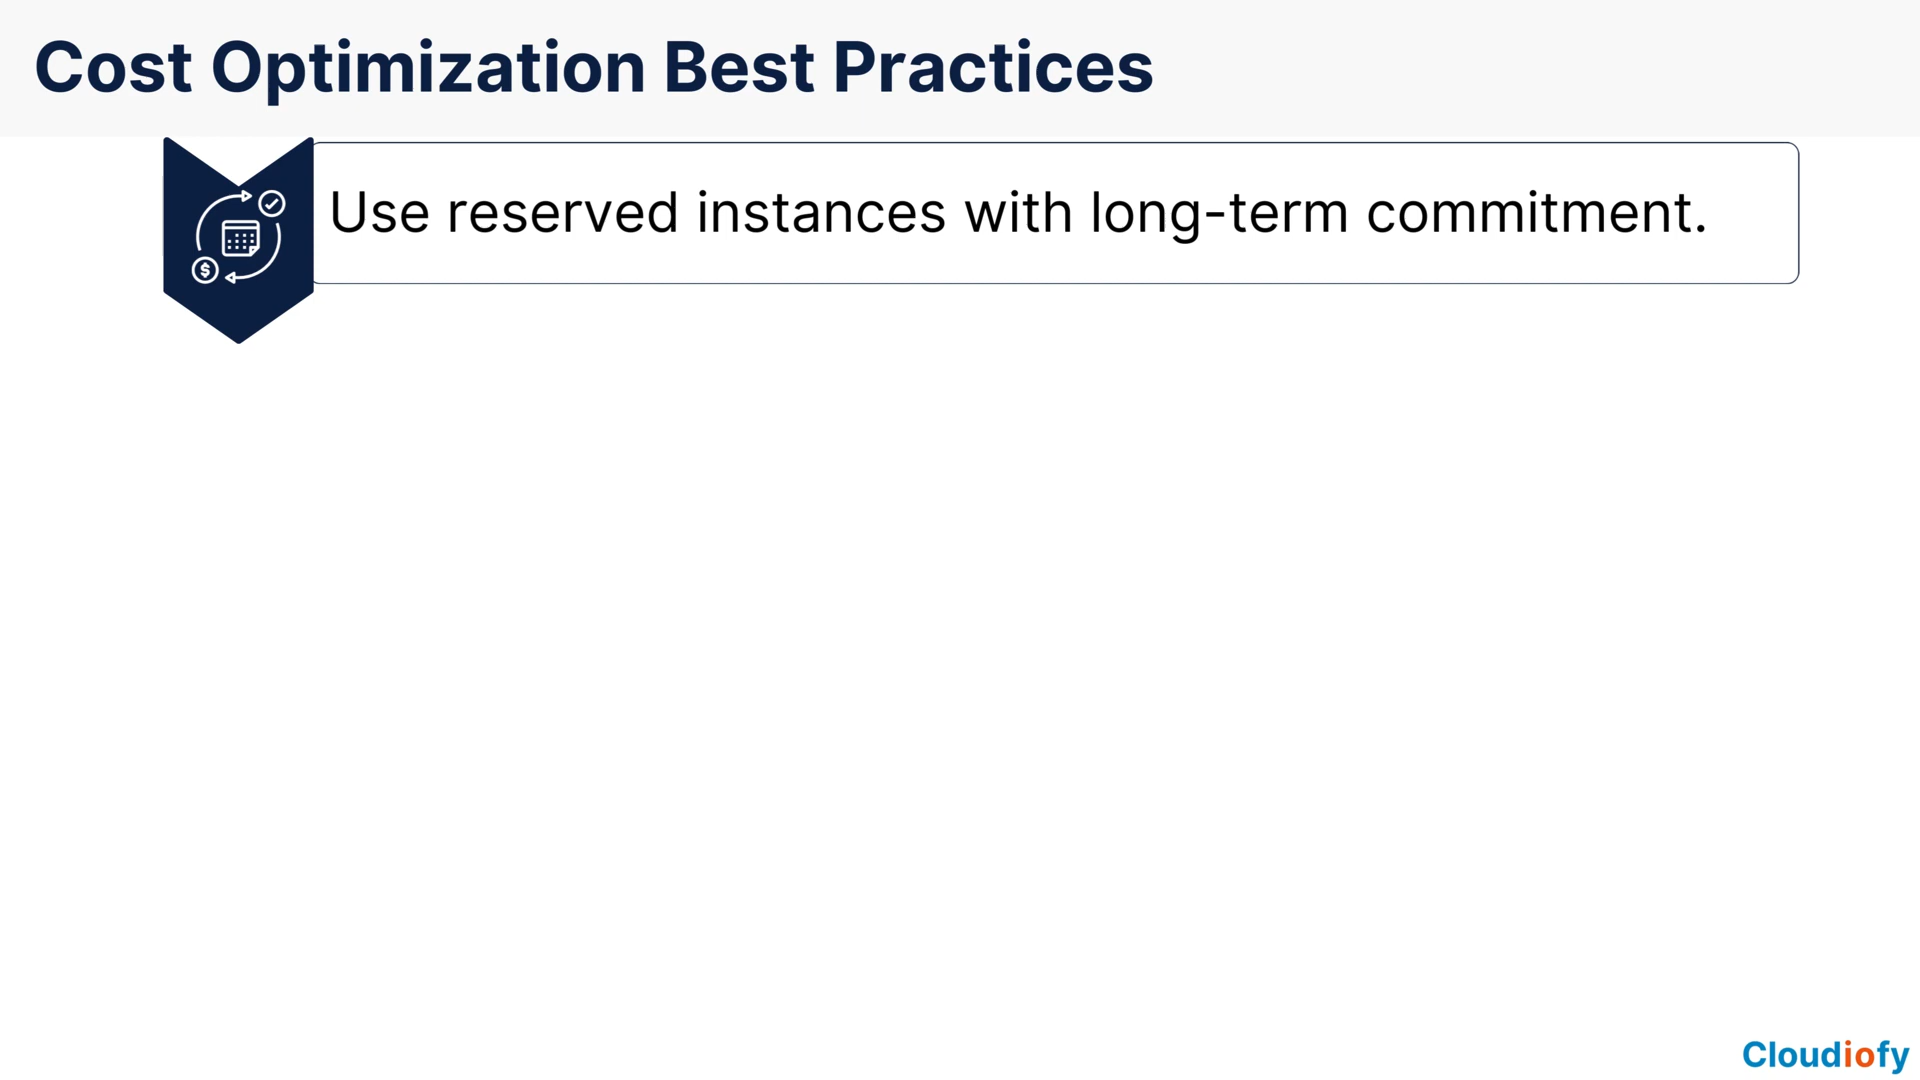 Cost Optimization Best Practices
Use reserved instances with long-term commitment.
$
Cloudiofy